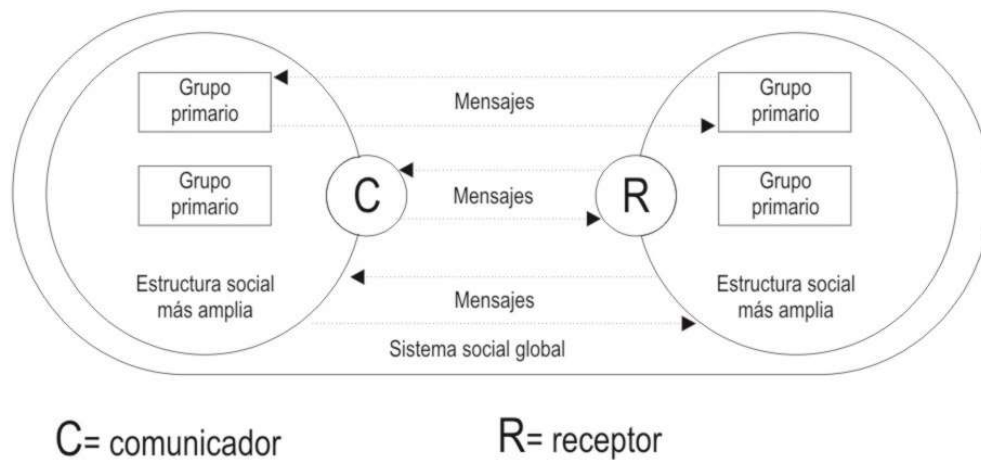 Grupo
primario
Mensajes
Grupo
primario
Grupo
primario
C
Mensajes
R
Grupo
primario
Estructura social
más amplia
Mensajes
Estructura social
más amplia
Sistema social global
C= comunicador
R= receptor